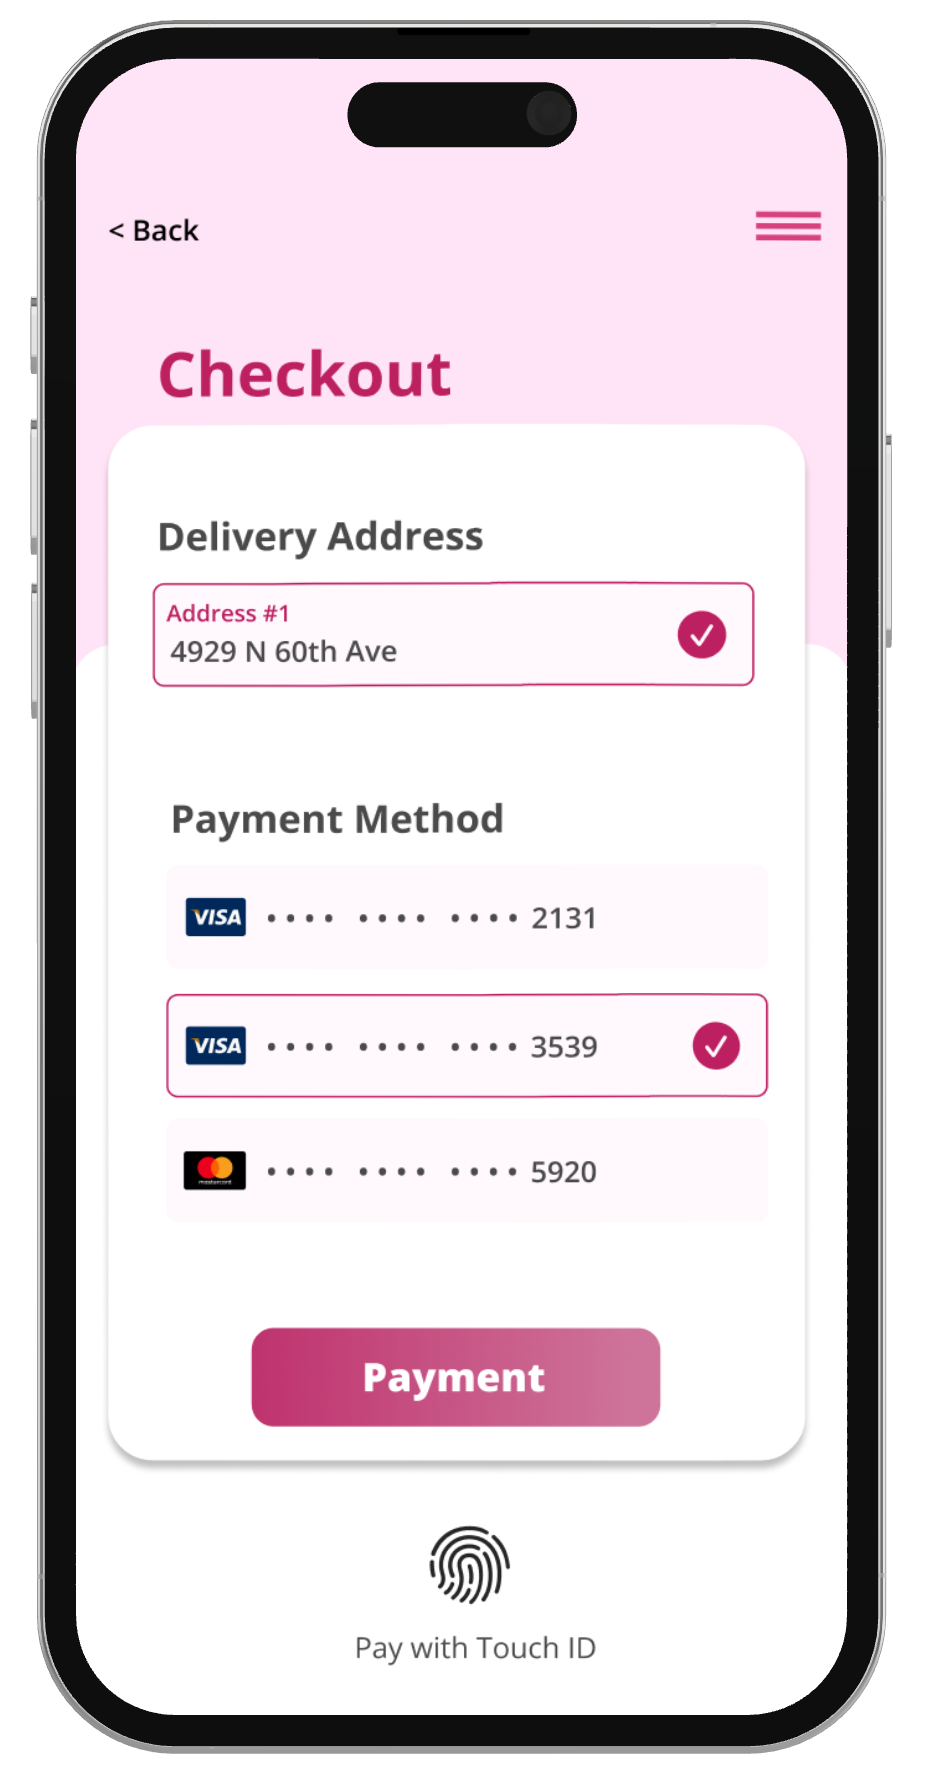 < Back
Checkout
Delivery Address
Address #1
4929 N 60th Ave
Payment Method
VISA •••• •••• •••• 2131
VISA •••• •••• •••• 3539
mastercard •••• •••• •••• 5920
Payment
Pay with Touch ID